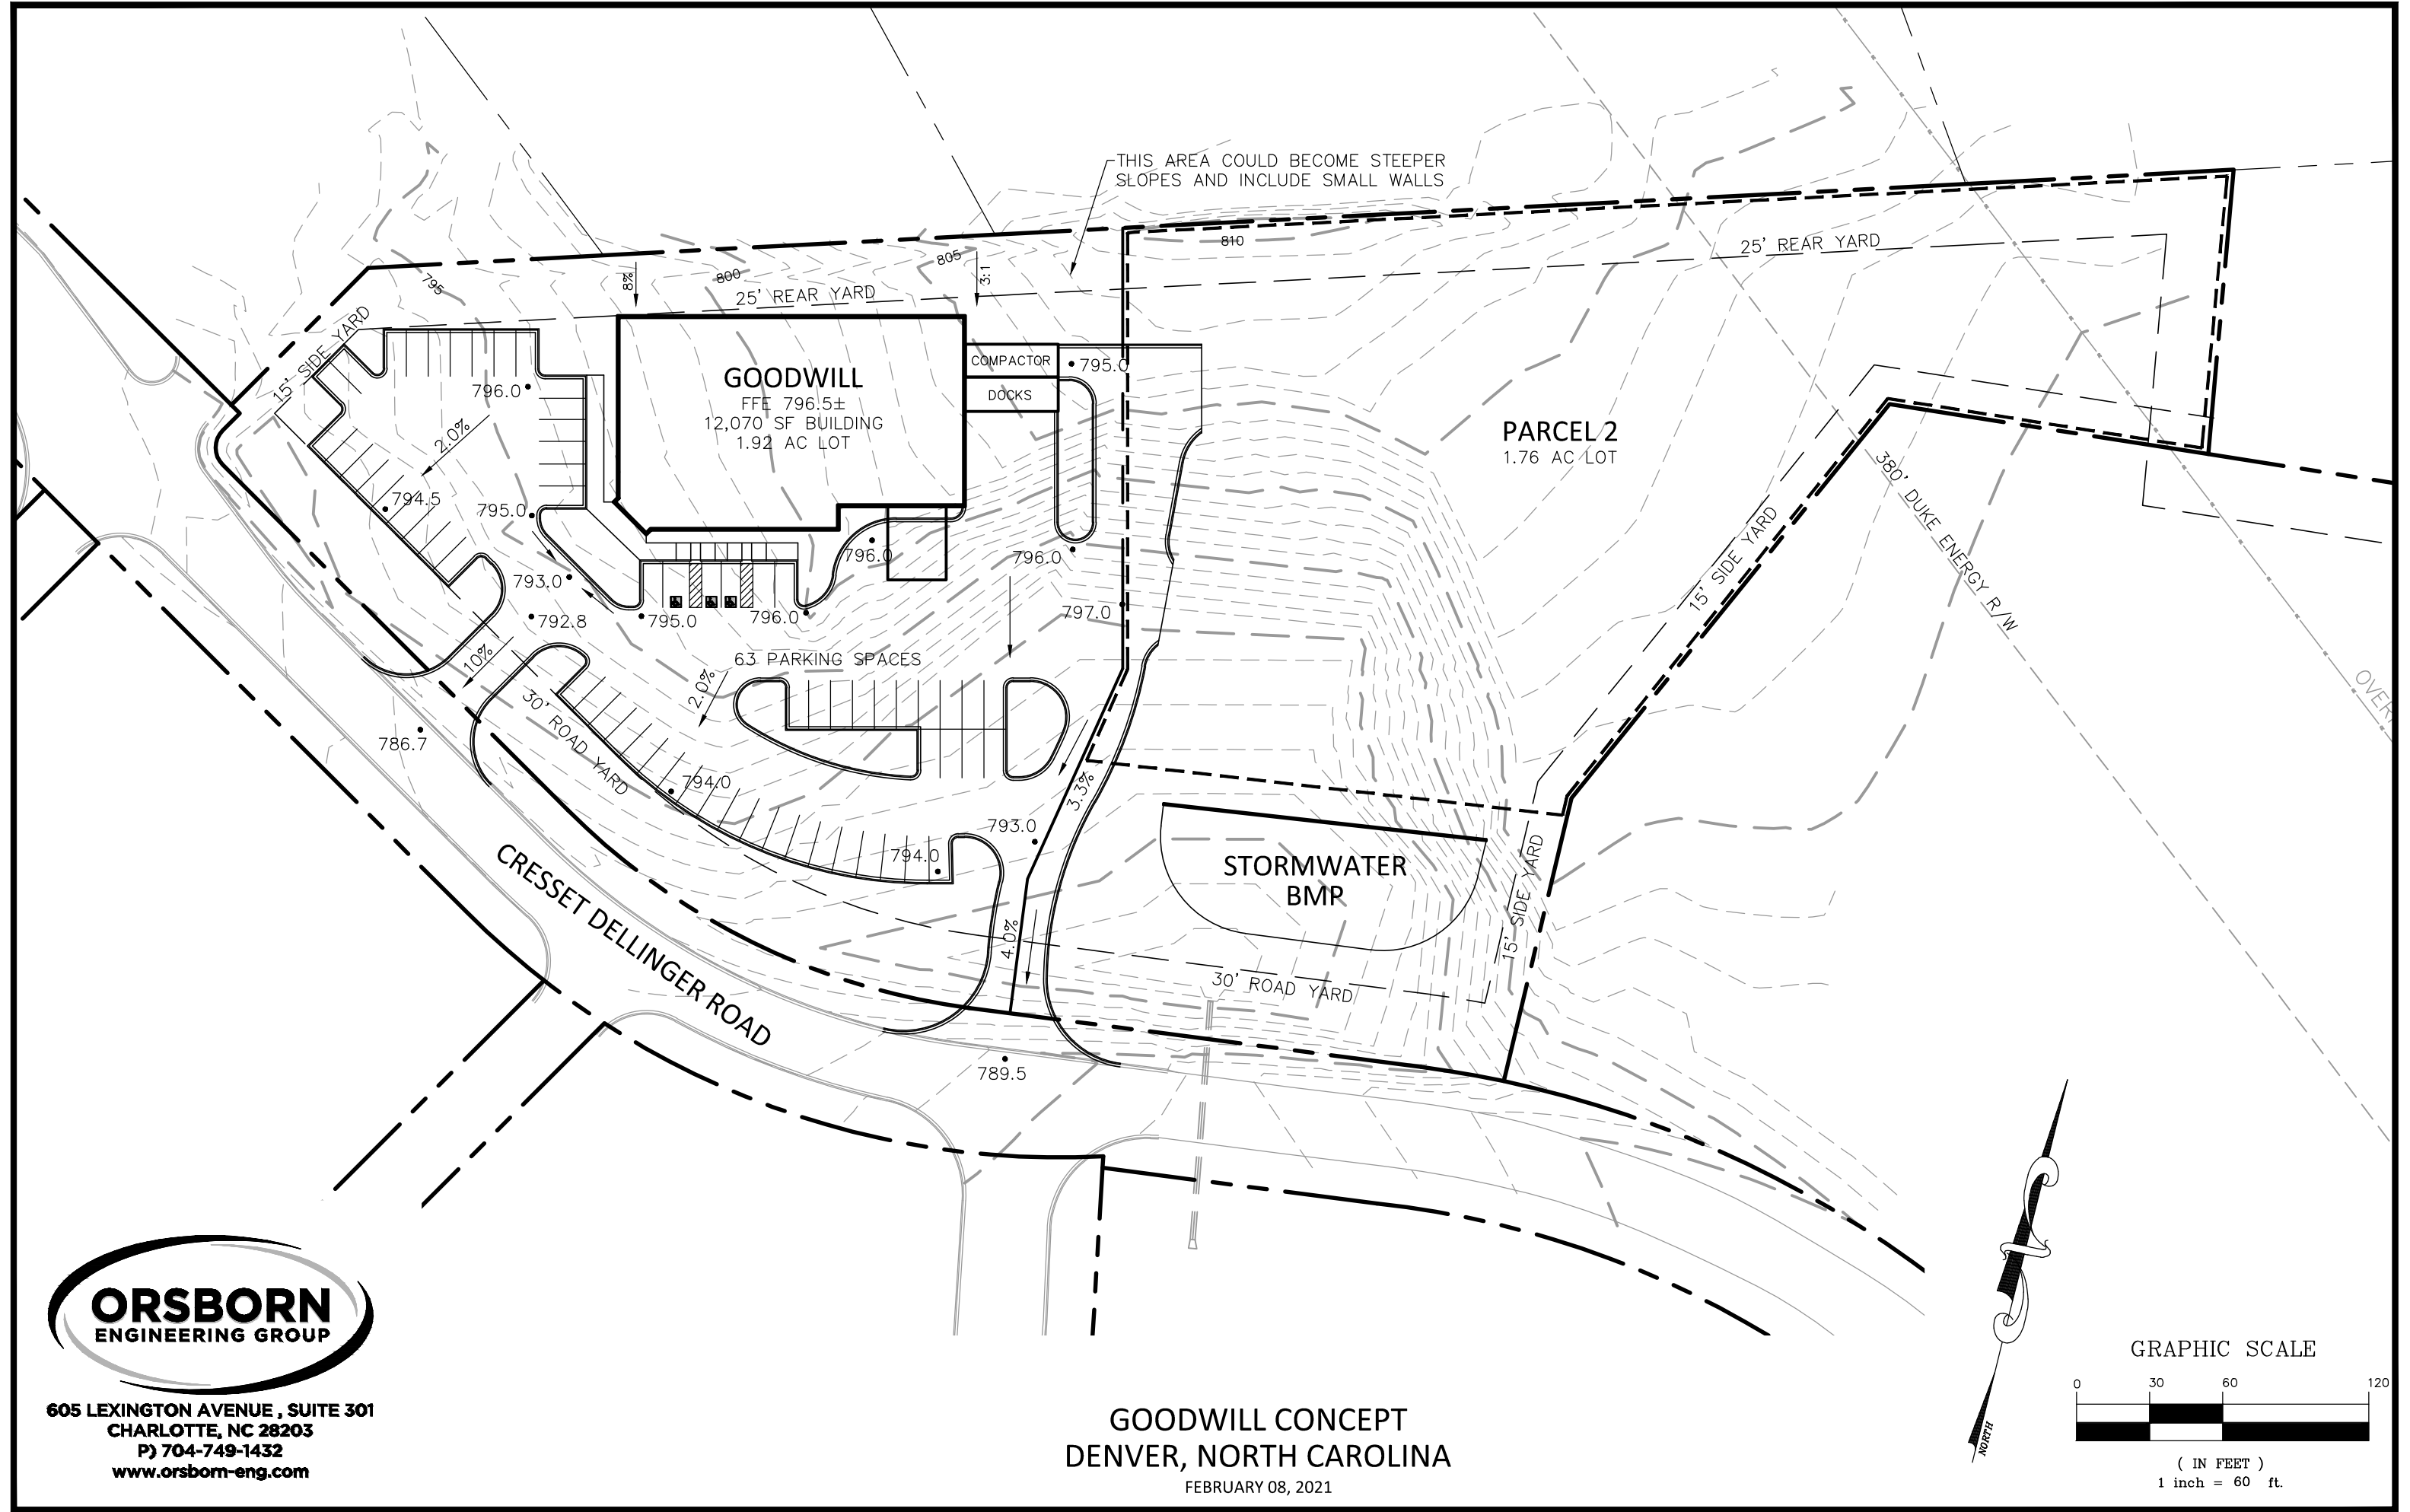 THIS AREA COULD BECOME STEEPER
SLOPES AND INCLUDE SMALL WALLS
810
805
800
795
8%
3:1
25' REAR YARD
25' REAR YARD
15' SIDE YARD
COMPACTOR
DOCKS
795.0
GOODWILL
FFE 796.5±
12,070 SF BUILDING
1.92 AC LOT
796.0
2.0%
794.5
795.0
793.0
792.8
795.0
796.0
796.0
796.0
797.0
PARCEL 2
1.76 AC LOT
380' DUKE ENERGY R/W
15' SIDE YARD
10%
63 PARKING SPACES
2.0%
30' ROAD YARD
786.7
794.0
3.3%
793.0
794.0
4.0%
STORMWATER
BMP
15' SIDE YARD
30' ROAD YARD
CRESSET DELLINGER ROAD
789.5
ORSBORN
ENGINEERING GROUP
605 LEXINGTON AVENUE , SUITE 301
CHARLOTTE, NC 28203
P) 704-749-1432
www.orsborn-eng.com
GOODWILL CONCEPT
DENVER, NORTH CAROLINA
FEBRUARY 08, 2021
NORTH
GRAPHIC SCALE
0 30 60 120
( IN FEET )
1 inch = 60 ft.